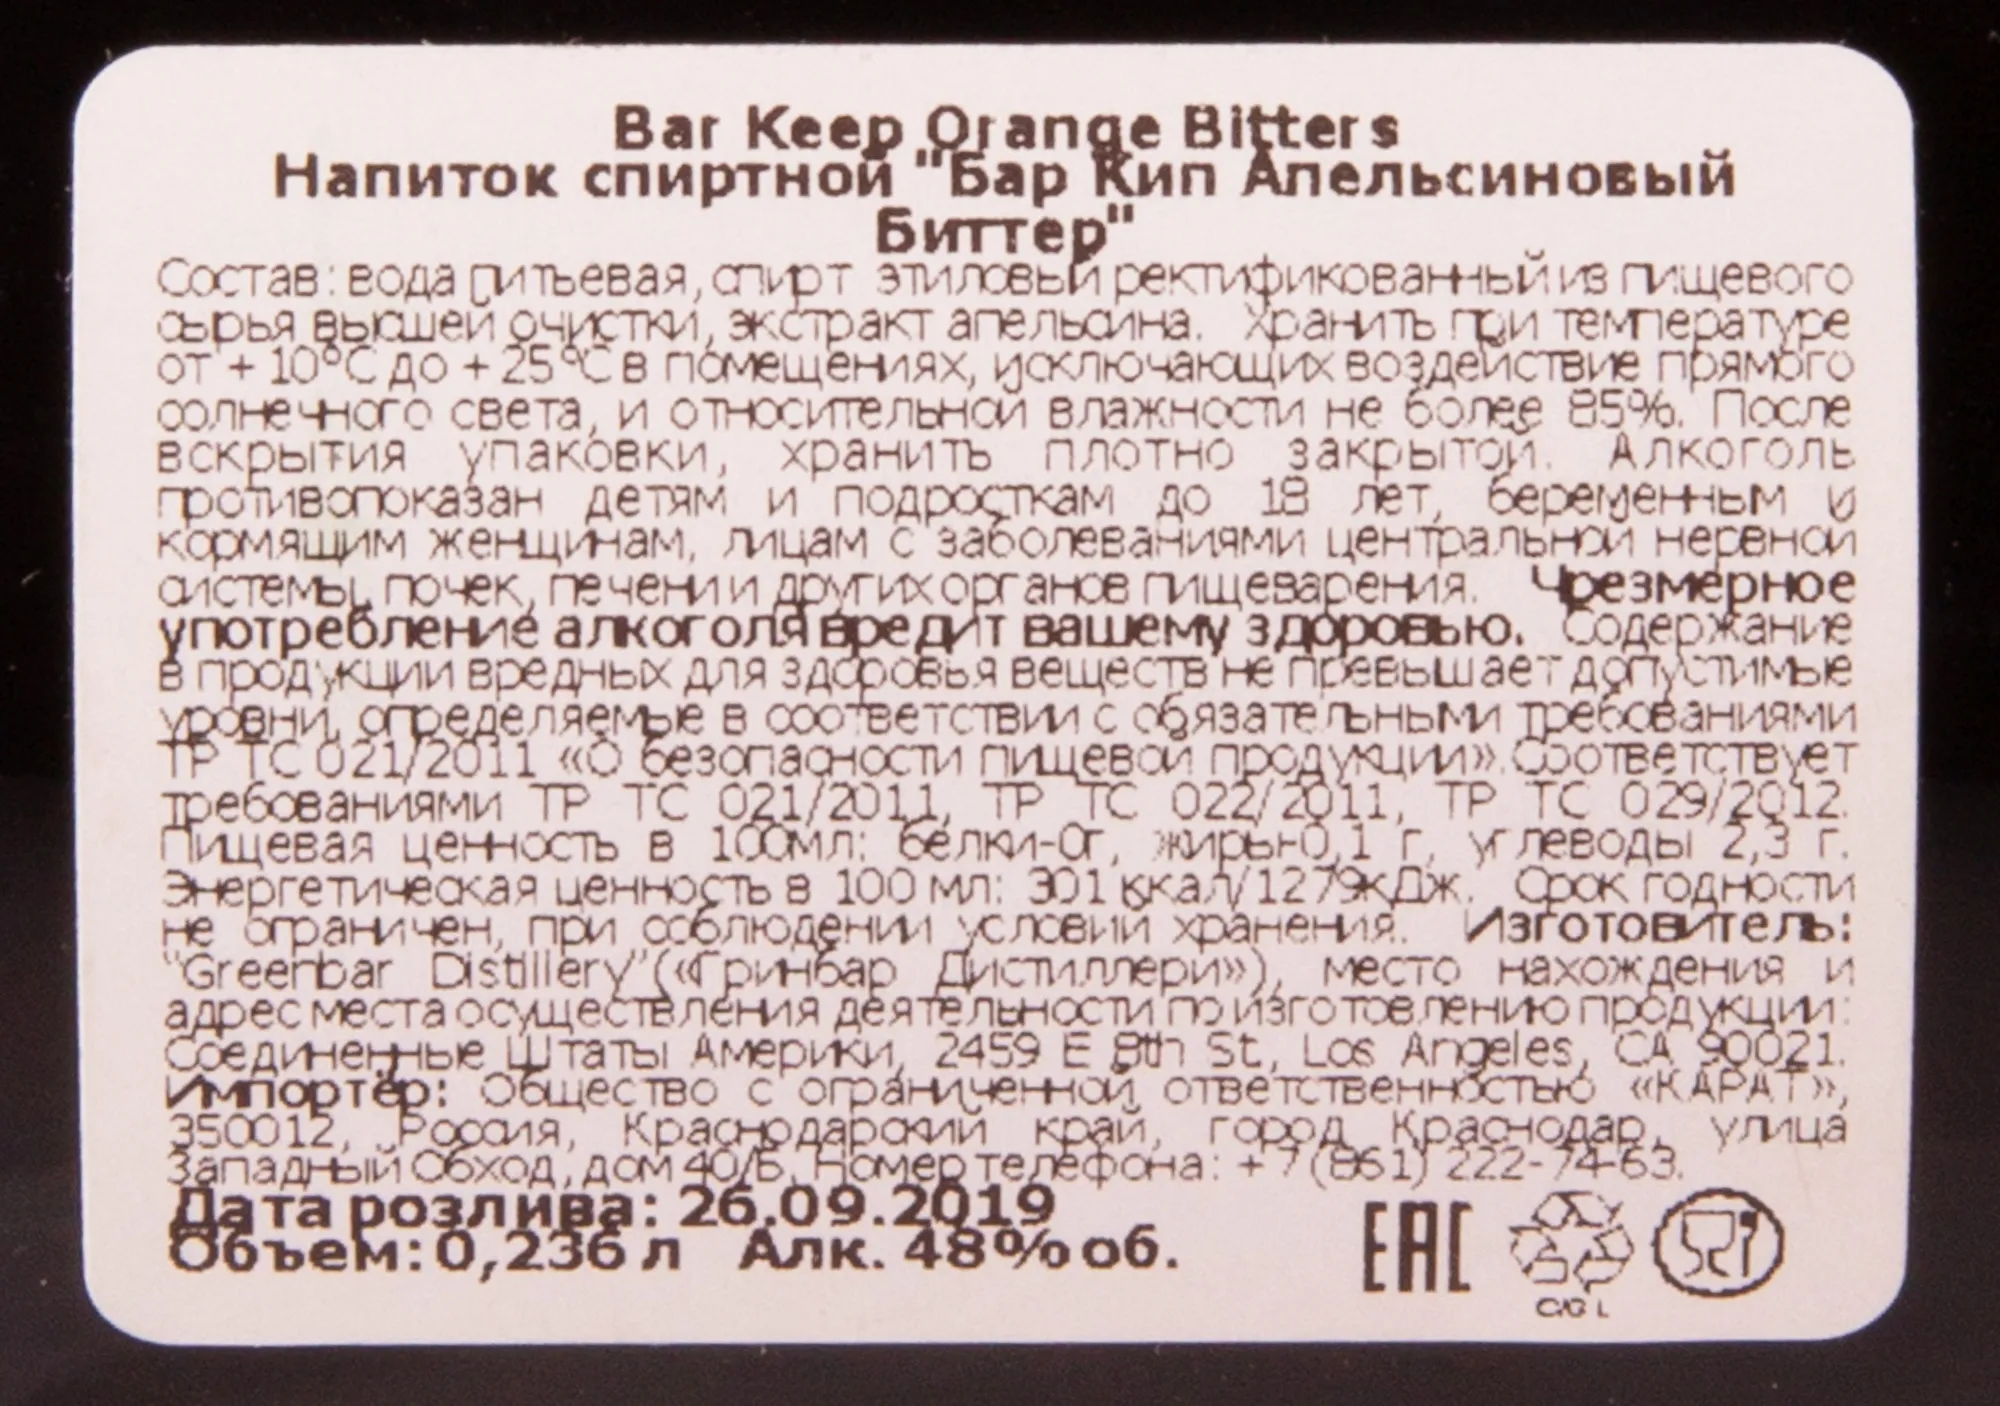 Bar Keep Orange Bitters
Напиток спиртной "Бар Кип Апельсиновый
Биттер"
Состав: вода питьевая, спирт этиловый ректификованный из пищевого
сырья высшей очистки, экстракт апельсина. Хранить при температуре
от +10°С до +25°С в помещениях, исключающих воздействие прямого
солнечного света, и относительной влажности не более 85%. После
вскрытия упаковки, хранить плотно закрытой. Алкоголь
противопоказан детям и подросткам до 18 лет, беременным и
кормящим женщинам, лицам с заболеваниями центральной нервной
системы, почек, печени и других органов пищеварения. Чрезмерное
употребление алкоголя вредит вашему здоровью. Содержание
в продукции вредных для здоровья веществ не превышает допустимые
уровни, определяемые в соответствии с обязательными требованиями
ТР ТС 021/2011 «О безопасности пищевой продукции». Соответствует
требованиями ТР ТС 021/2011, ТР ТС 022/2011, ТР ТС 029/2012.
Пищевая ценность в 100мл: белки-0г, жиры-0,1 г, углеводы 2,3 г.
Энергетическая ценность в 100 мл: 301 ккал/1279кДж. Срок годности
не ограничен, при соблюдении условий хранения. Изготовитель:
"Greenbar Distillery"(«Гринбар Дистиллери»), место нахождения и
адрес места осуществления деятельности по изготовлению продукции:
Соединенные Штаты Америки, 2459 E 8th St, Los Angeles, CA 90021.
Импортёр: Общество с ограниченной ответственностью «КАРАТ»,
350012, Россия, Краснодарский край, город Краснодар, улица
Западный Обход, дом 40/Б. Номер телефона: +7(861) 222-74-63.
Дата розлива: 26.09.2019
Объем: 0,236 л Алк. 48% об.
EAC